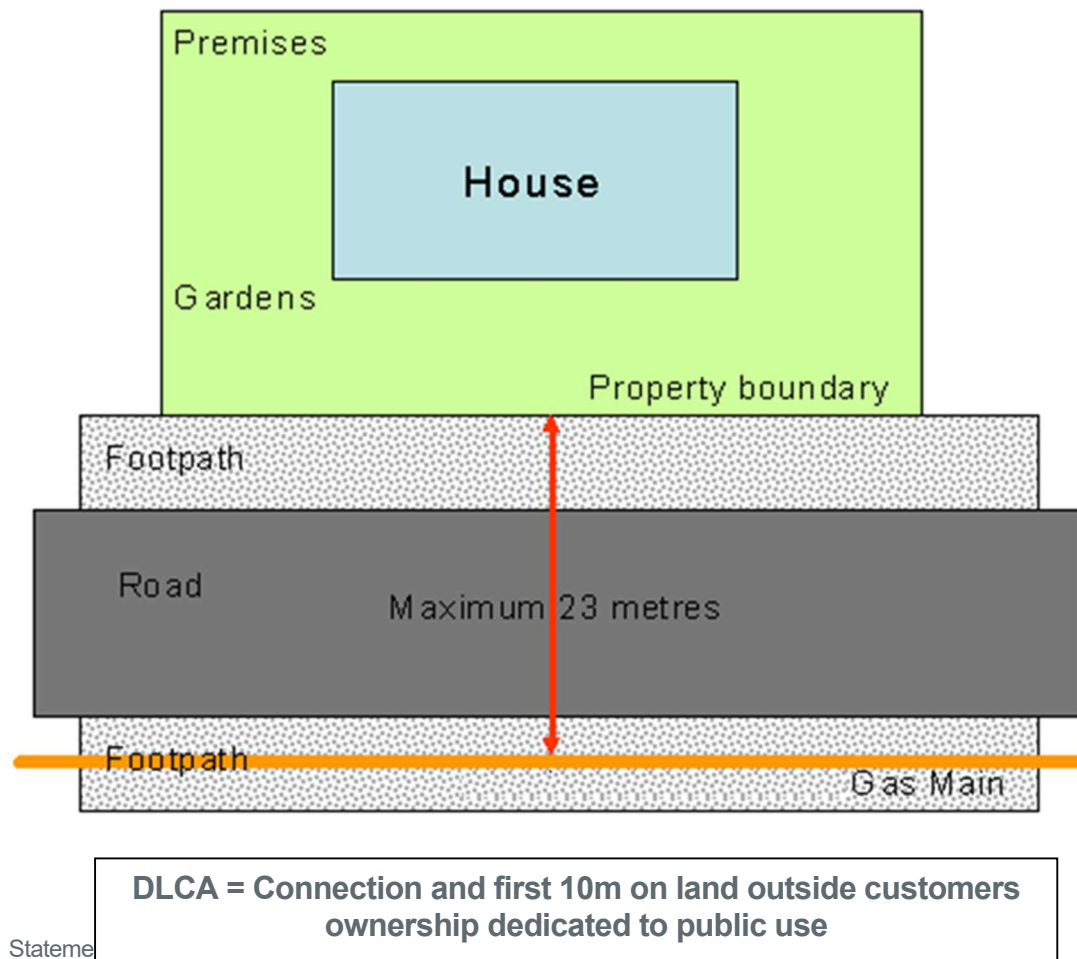 Premises
House
Gardens
Property boundary
Footpath
Road
Maximum 23 metres
Footpath
Gas Main
DLCA = Connection and first 10m on land outside customers
ownership dedicated to public use
Stateme